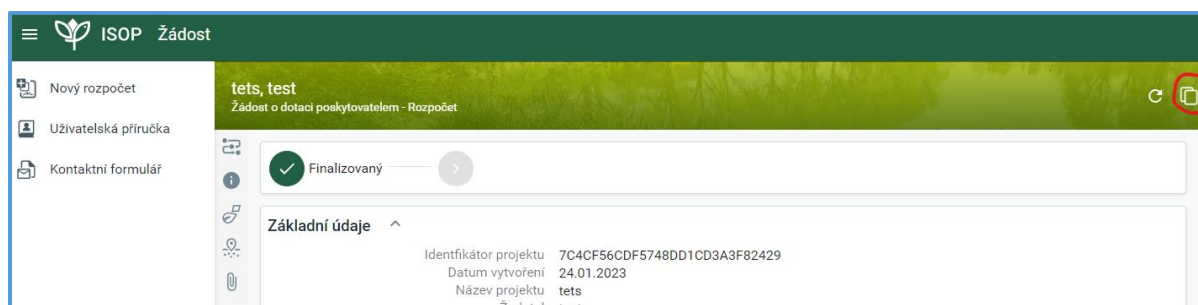 ISOP Žádost
Nový rozpočet
Uživatelská příručka
Kontaktní formulář
tets, test
Žádost o dotaci poskytovatelem - Rozpočet
Finalizovaný
Základní údaje
Identfikátor projektu 7C4CF56CDF5748DD1CD3A3F82429
Datum vytvoření 24.01.2023
Název projektu tets